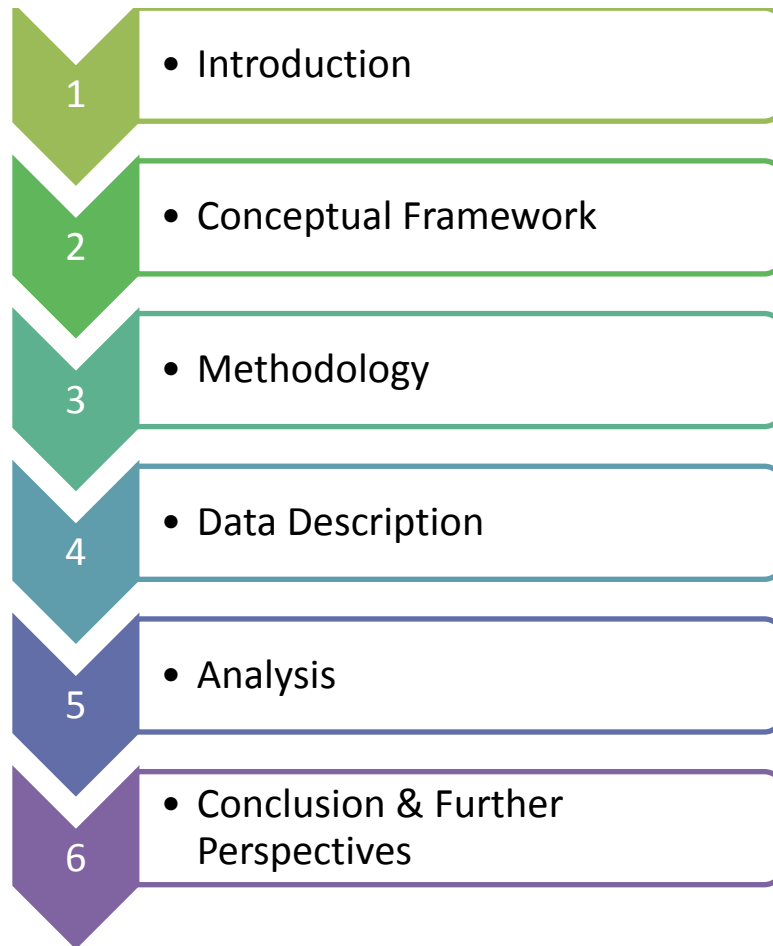 1
• Introduction
2
• Conceptual Framework
3
• Methodology
4
• Data Description
5
• Analysis
6
• Conclusion & Further
Perspectives